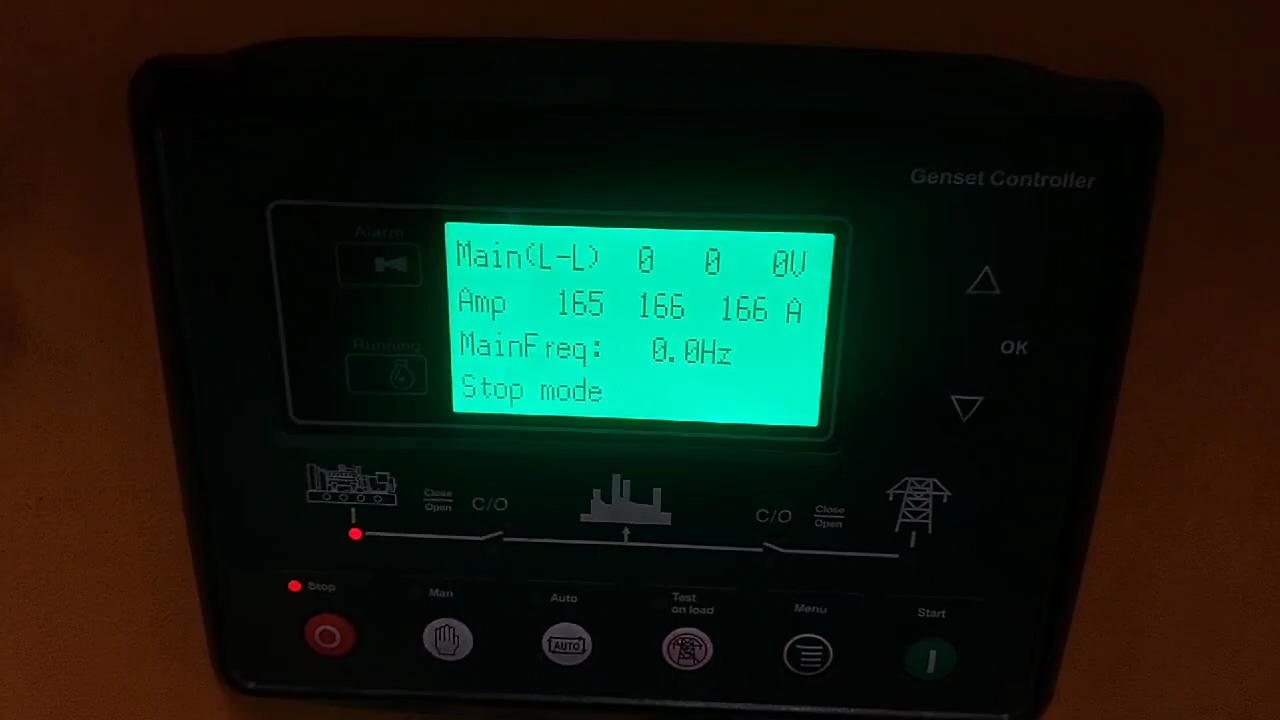 Genset Controller
Alarm
Main(L-L) 0 0 0V
Amp 165 166 166 A
MainFreq: 0.0Hz
Stop mode
Running
OK
Close
Open
C/O
C/O
Close
Open
Stop
Man
Auto
Test
on load
Menu
Start
AUTO